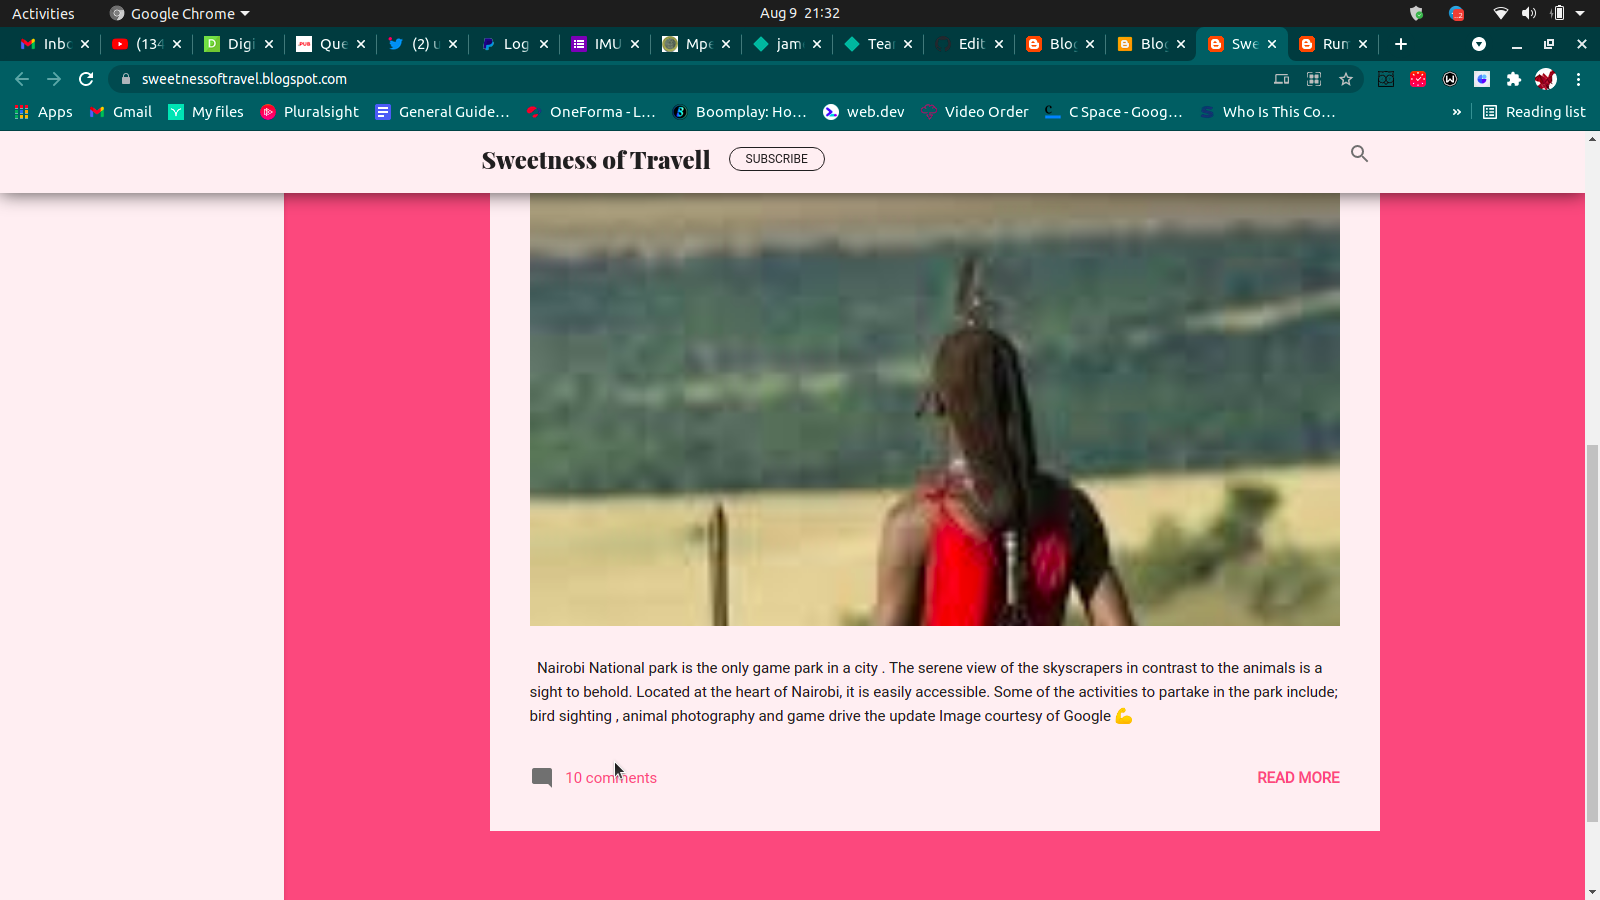 Activities
Google Chrome
Aug 9 21:32
Inbc
(134
Digi
.PUB
Que
(2) u
Log
IMU
Mpe
jam
Tea
Edit
Blog
Blog
Swe
Run
sweetnessoftravel.blogspot.com
Apps
Gmail
My files
Pluralsight
General Guide...
OneForma - L...
Boomplay: Ho...
web.dev
Video Order
C Space - Goog...
Who Is This Co...
»
Reading list
Sweetness of Travell
SUBSCRIBE
Nairobi National park is the only game park in a city . The serene view of the skyscrapers in contrast to the animals is a
sight to behold. Located at the heart of Nairobi, it is easily accessible. Some of the activities to partake in the park include;
bird sighting , animal photography and game drive the update Image courtesy of Google 💪
10 comments
READ MORE